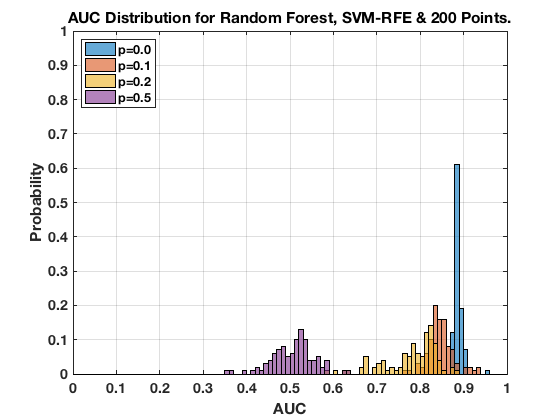 AUC Distribution for Random Forest, SVM-RFE & 200 Points.
1
0.9
0.8
0.7
0.6
0.5
0.4
0.3
0.2
0.1
0
p=0.0
p=0.1
p=0.2
p=0.5
Probability
0 0.1 0.2 0.3 0.4 0.5 0.6 0.7 0.8 0.9 1
AUC